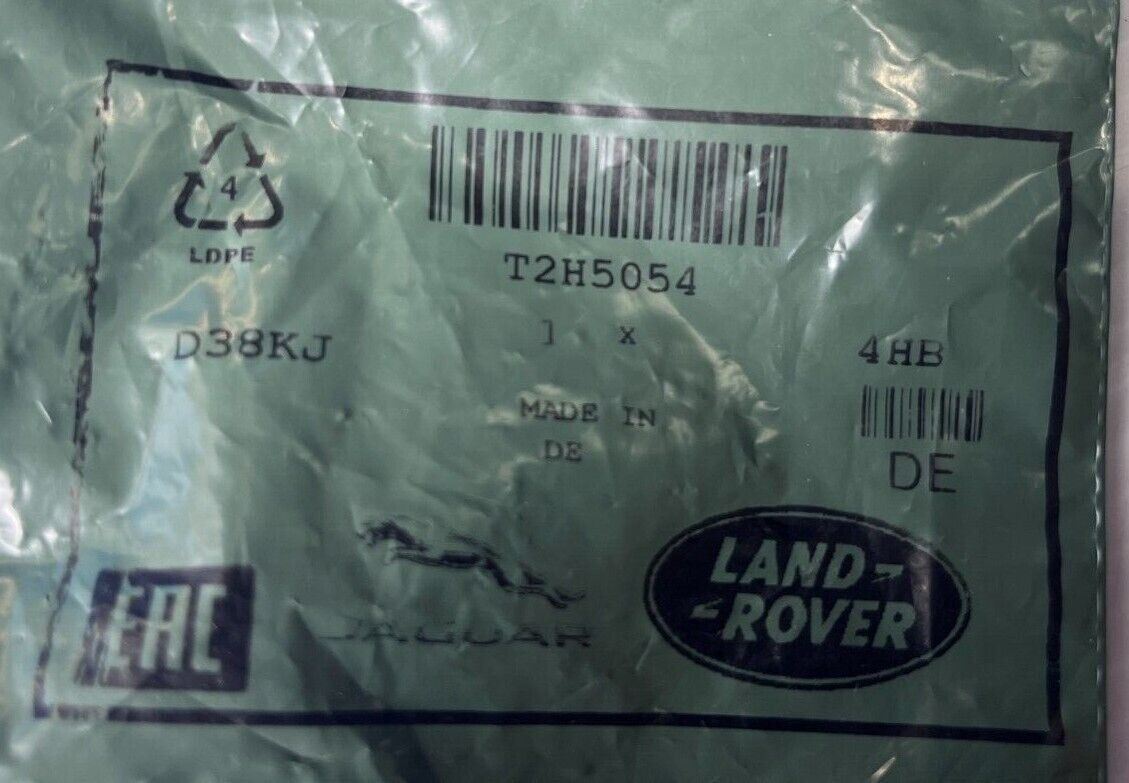 4
LDPE
T2H5054
D38KJ
1 x
4HB
MADE IN
DE
DE
EAC
JAGUAR
LAND-
-ROVER